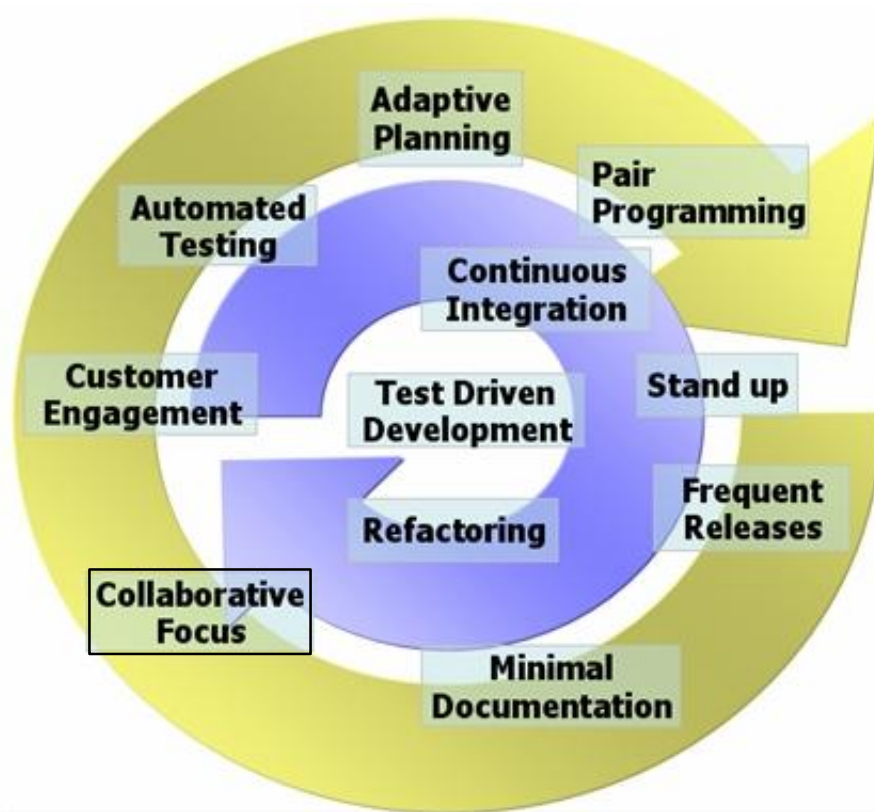 Adaptive
Planning
Pair
Programming
Automated
Testing
Continuous
Integration
Customer
Engagement
Test Driven
Development
Stand up
Frequent
Releases
Refactoring
Collaborative
Focus
Minimal
Documentation